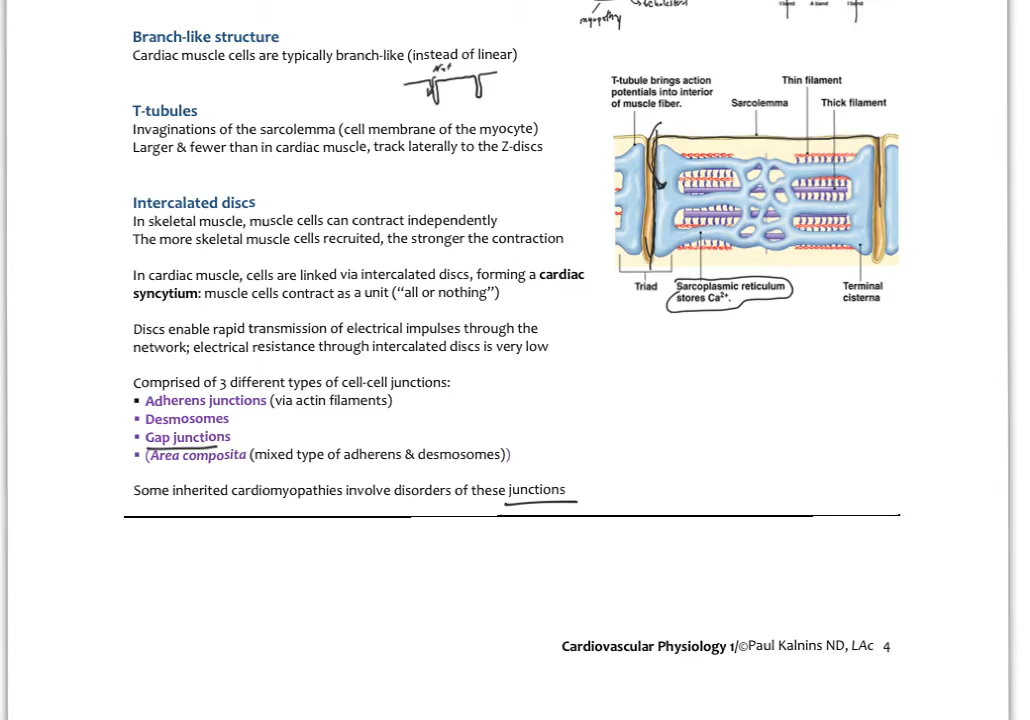 myopathy
I band A band I band
Branch-like structure
Cardiac muscle cells are typically branch-like (instead of linear)
Na+
T-tubules
Invaginations of the sarcolemma (cell membrane of the myocyte)
Larger & fewer than in cardiac muscle, track laterally to the Z-discs
T-tubule brings action
potentials into interior
of muscle fiber.
Sarcolemma
Thin filament
Thick filament
Triad
Sarcoplasmic reticulum
stores Ca2+.
Terminal
cisterna
Intercalated discs
In skeletal muscle, muscle cells can contract independently
The more skeletal muscle cells recruited, the stronger the contraction
In cardiac muscle, cells are linked via intercalated discs, forming a cardiac
syncytium: muscle cells contract as a unit (“all or nothing”)
Discs enable rapid transmission of electrical impulses through the
network; electrical resistance through intercalated discs is very low
Comprised of 3 different types of cell-cell junctions:
▪ Adherens junctions (via actin filaments)
▪ Desmosomes
▪ Gap junctions
▪ (Area composita (mixed type of adherens & desmosomes))
Some inherited cardiomyopathies involve disorders of these junctions
Cardiovascular Physiology 1/©Paul Kalnins ND, LAc 4